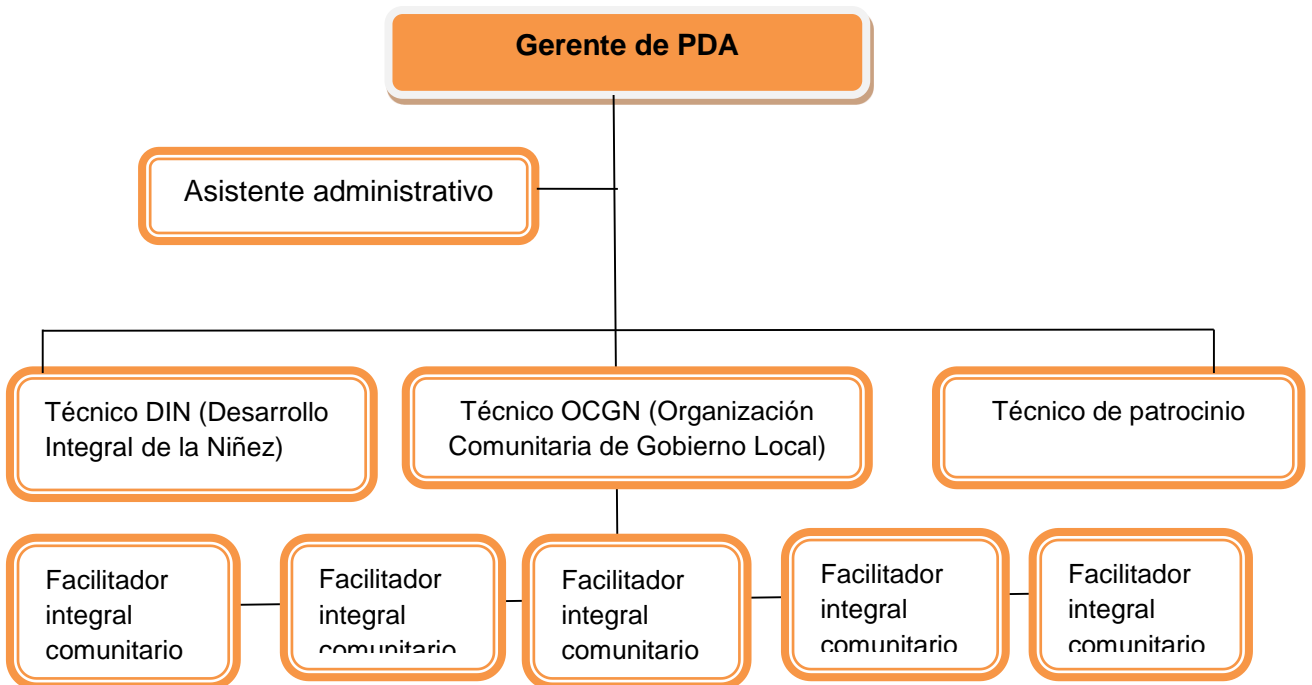 Gerente de PDA
Asistente administrativo
Técnico DIN (Desarrollo
Integral de la Niñez)
Técnico OCGN (Organización
Comunitaria de Gobierno Local)
Técnico de patrocinio
Facilitador
integral
comunitario
Facilitador
integral
comunitario
Facilitador
integral
comunitario
Facilitador
integral
comunitario
Facilitador
integral
comunitario